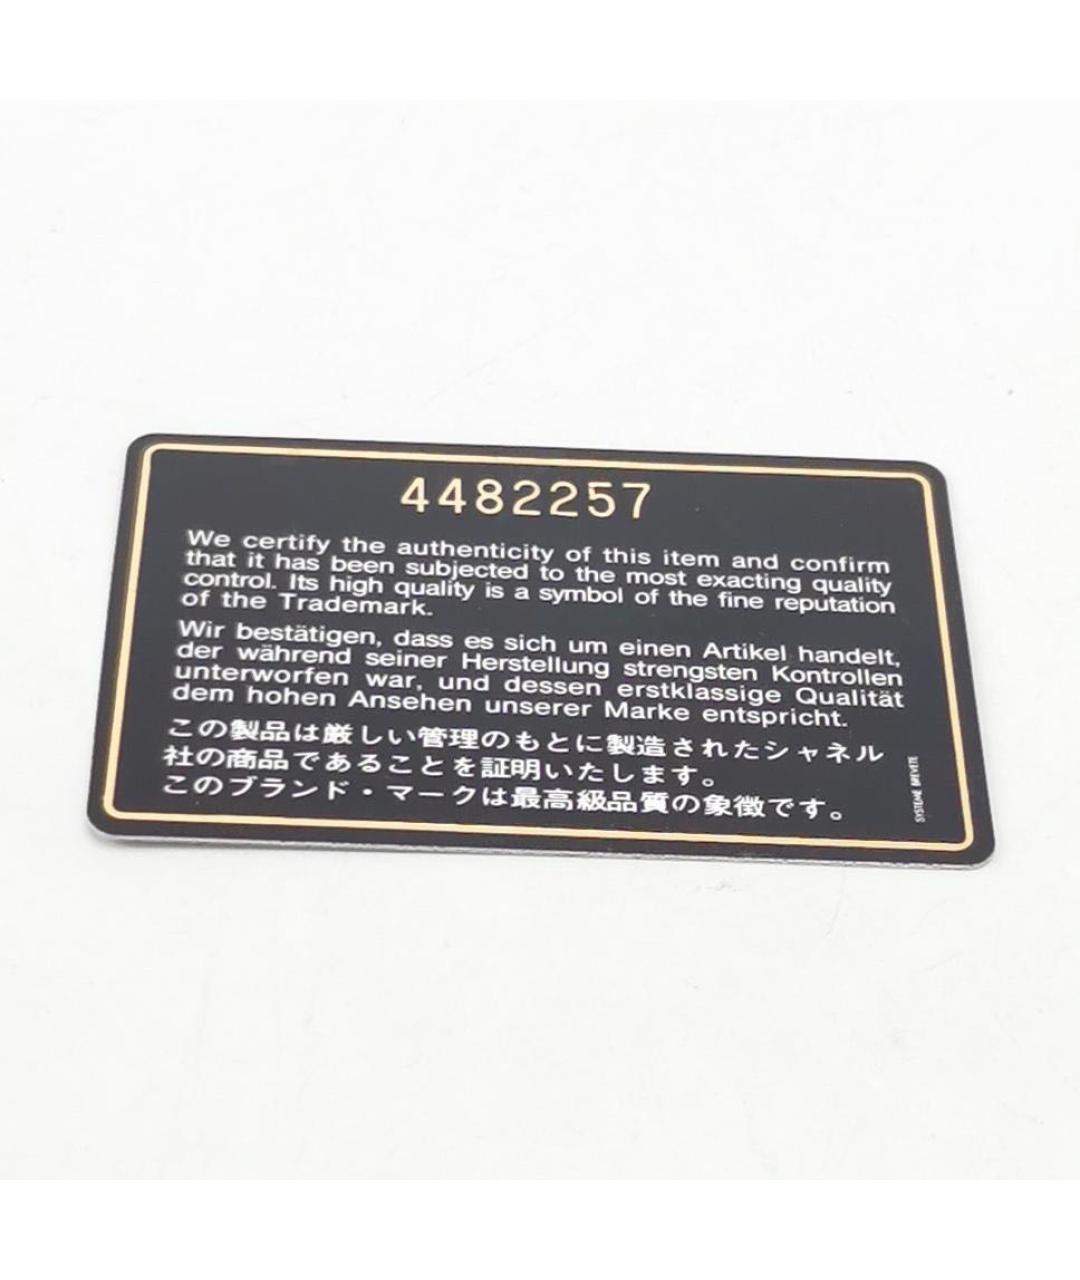 4482257
We certify the authenticity of this item and confirm
that it has been subjected to the most exacting quality
control. Its high quality is a symbol of the fine reputation
of the Trademark.
Wir bestätigen, dass es sich um einen Artikel handelt,
der während seiner Herstellung strengsten Kontrollen
unterworfen war, und dessen erstklassige Qualität
dem hohen Ansehen unserer Marke entspricht.
この製品は厳しい管理のもとに製造されたシャネル
社の商品であることを証明いたします。
このブランド・マークは最高級品質の象徴です。
SYSTEME BREVETE